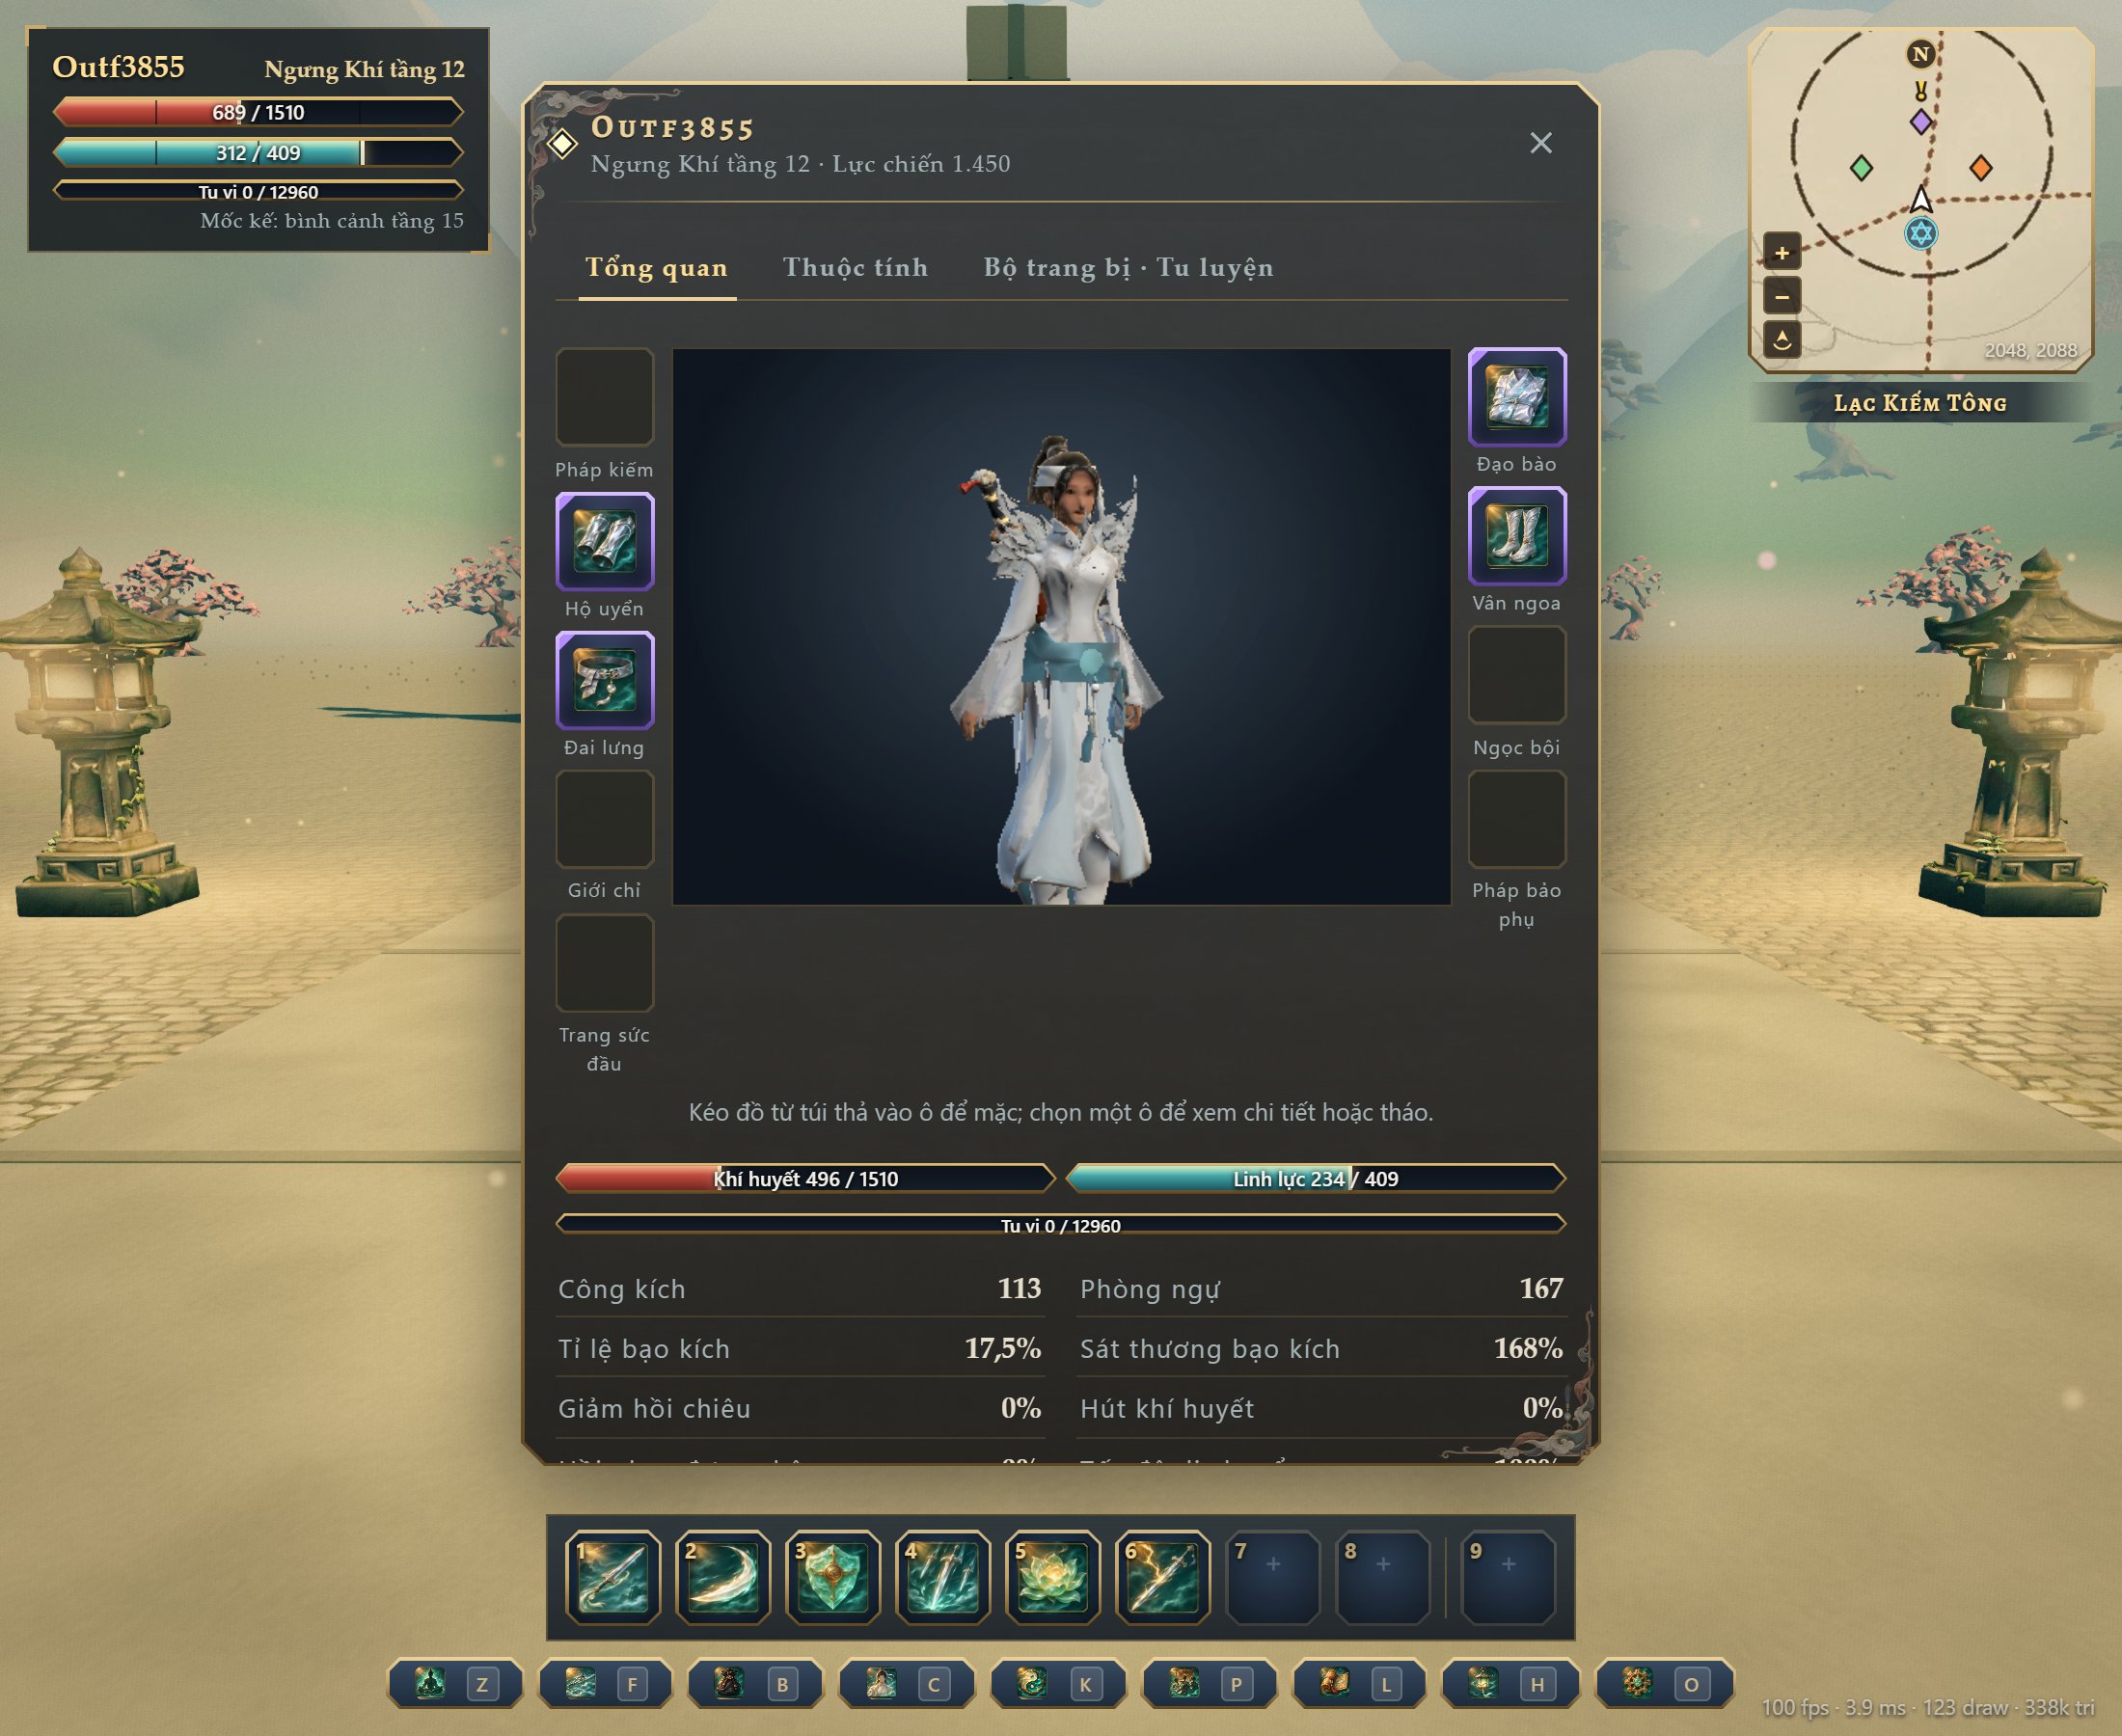 Outf3855
Ngưng Khí tầng 12
689 / 1510
312 / 409
Tu vi 0 / 12960
Mốc kế: bình cảnh tầng 15
Outf3855
Ngưng Khí tầng 12 · Lực chiến 1.450
Tổng quan
Thuộc tính
Bộ trang bị · Tu luyện
Pháp kiếm
Hộ uyển
Đai lưng
Giới chỉ
Trang sức
đầu
Đạo bào
Vân ngoa
Ngọc bội
Pháp bảo
phụ
Kéo đồ từ túi thả vào ô để mặc; chọn một ô để xem chi tiết hoặc tháo.
Khí huyết 496 / 1510
Linh lực 234 / 409
Tu vi 0 / 12960
Công kích 113
Phòng ngự 167
Tỉ lệ bạo kích 17,5%
Sát thương bạo kích 168%
Giảm hồi chiêu 0%
Hút khí huyết 0%
N
+
−
2048, 2088
Lạc Kiếm Tông
1 2 3 4 5 6 7 8 9
Z F B C K P L H O
100 fps · 3.9 ms · 123 draw · 338k tri